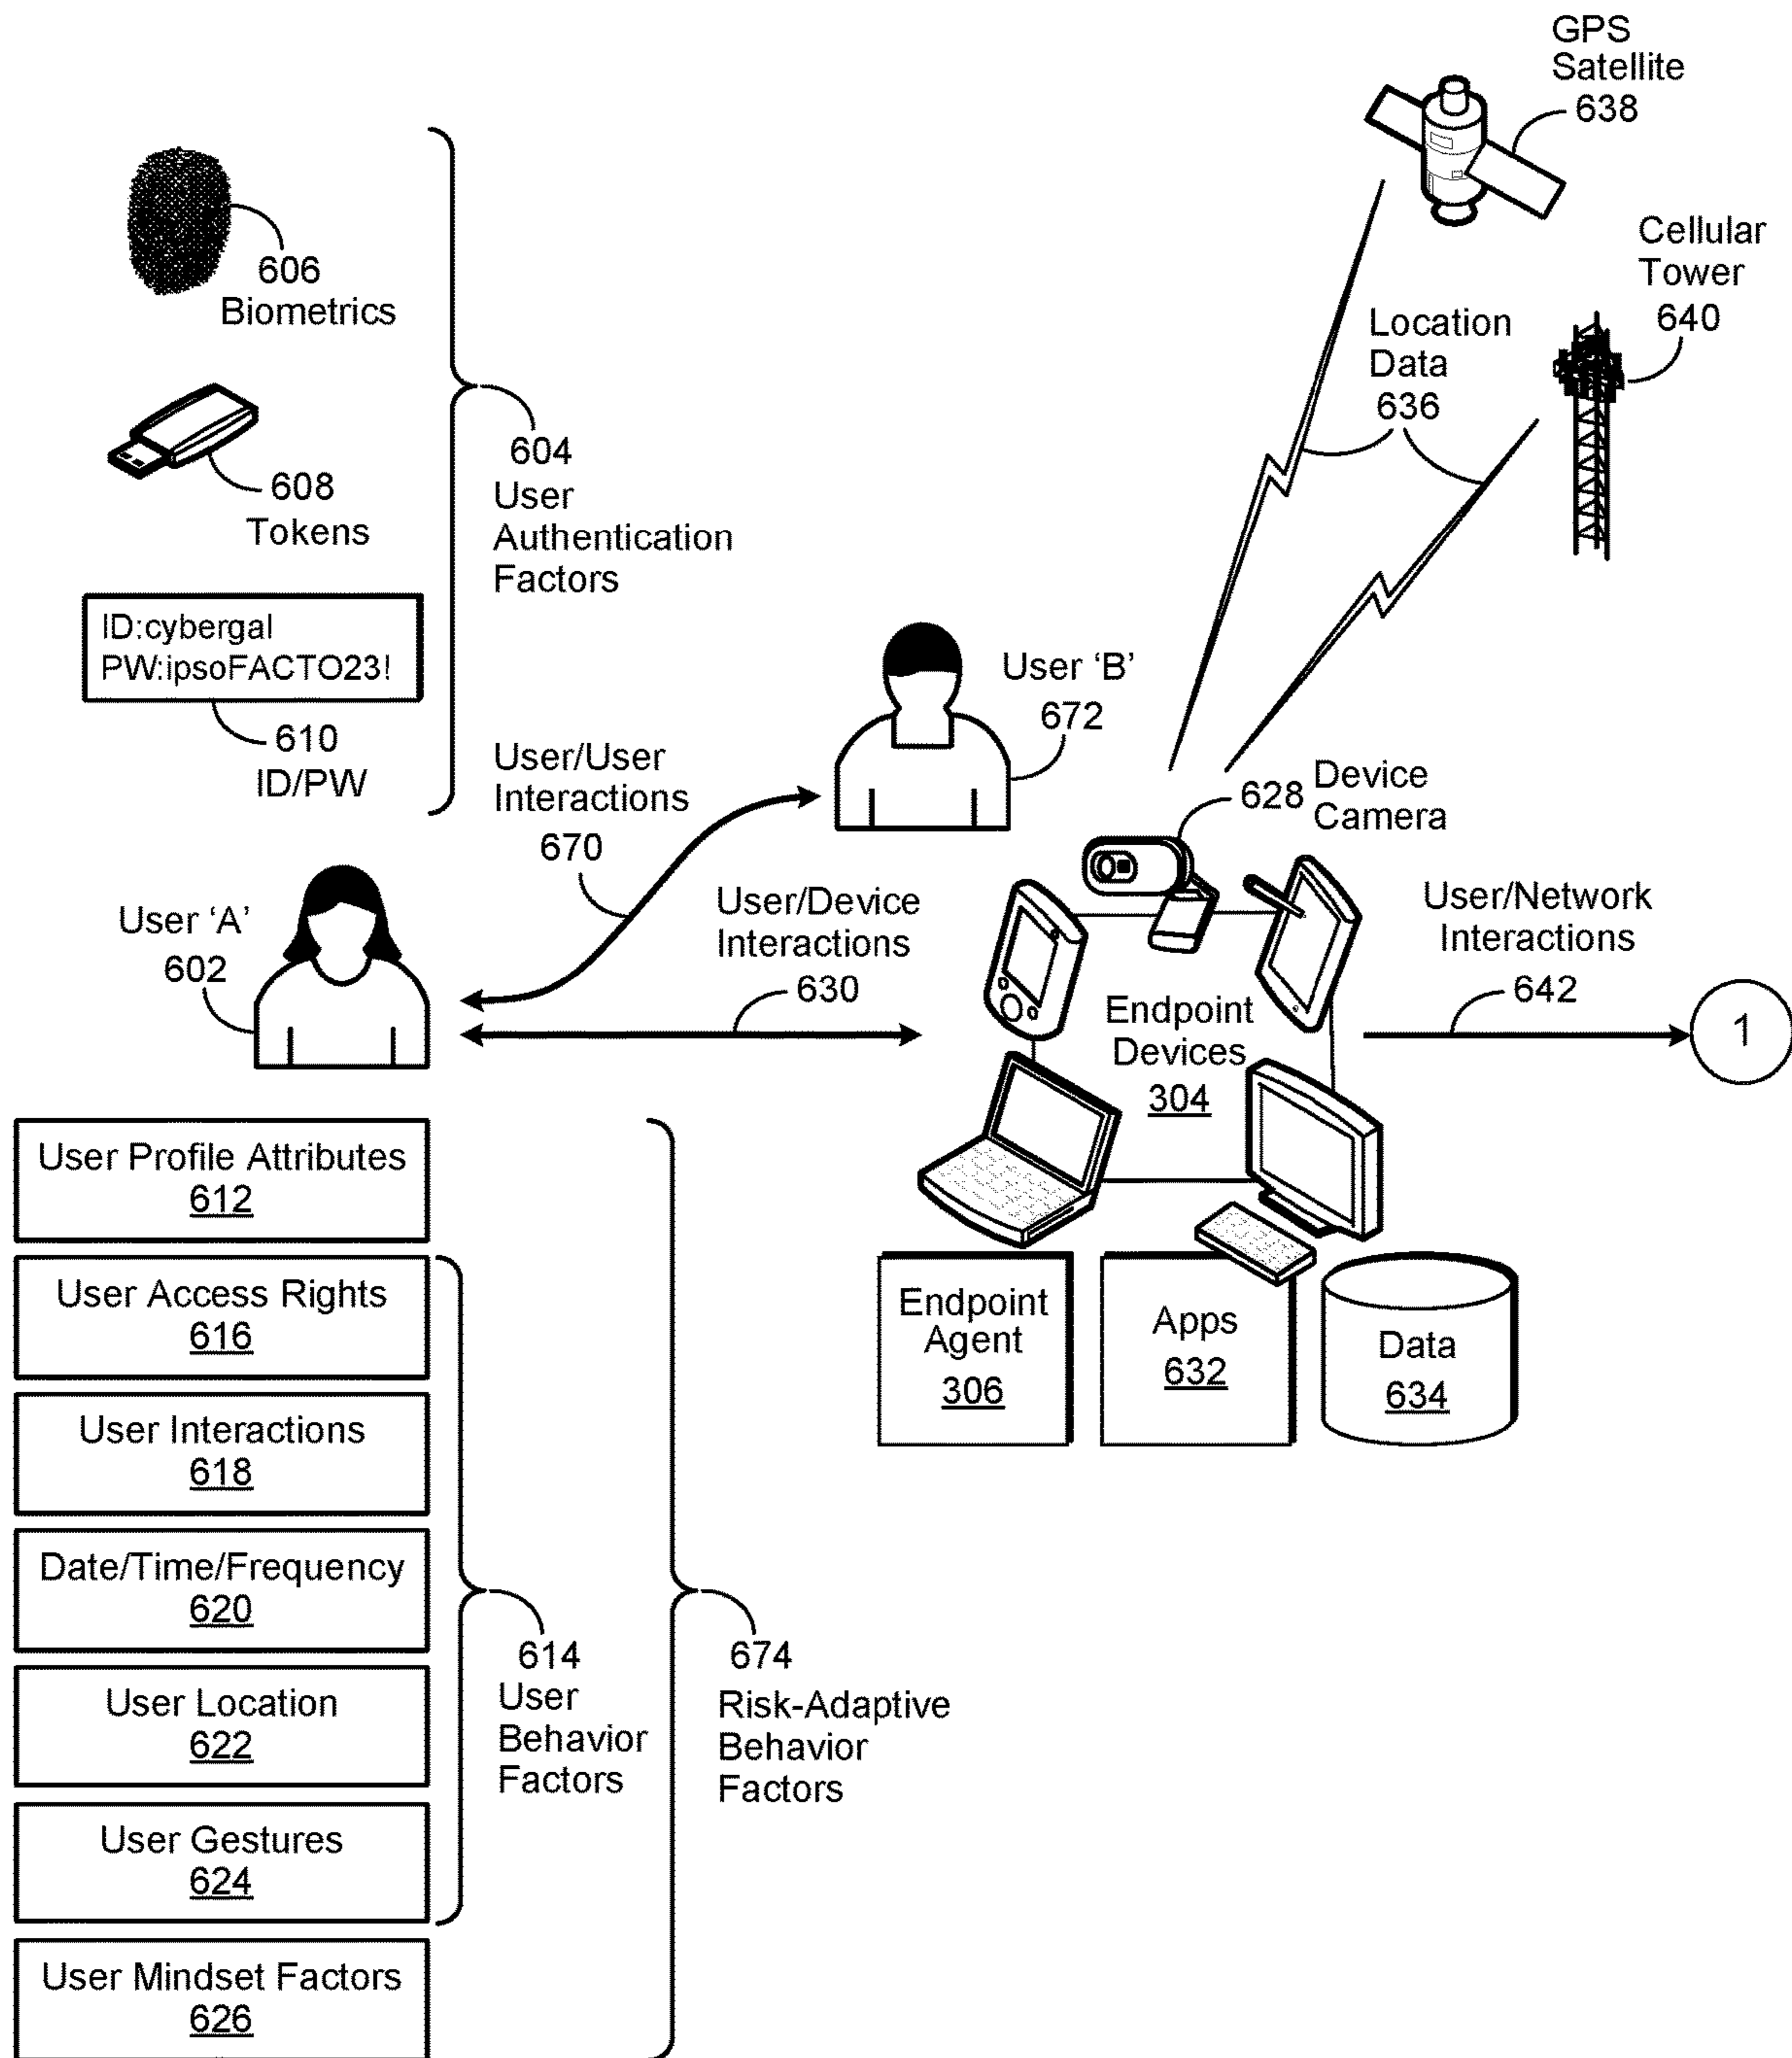 GPS
Satellite
638
Cellular
Tower
640
Location
Data
636
606
Biometrics
608
Tokens
604
User
Authentication
Factors
ID:cybergal
PW:ipsoFACTO23!
610
ID/PW
User 'B'
672
User/User
Interactions
670
628
Device
Camera
User 'A'
602
User/Device
Interactions
630
User/Network
Interactions
642
1
Endpoint
Devices
304
User Profile Attributes
612
User Access Rights
616
User Interactions
618
Date/Time/Frequency
620
User Location
622
User Gestures
624
User Mindset Factors
626
614
User
Behavior
Factors
674
Risk-Adaptive
Behavior
Factors
Endpoint
Agent
306
Apps
632
Data
634